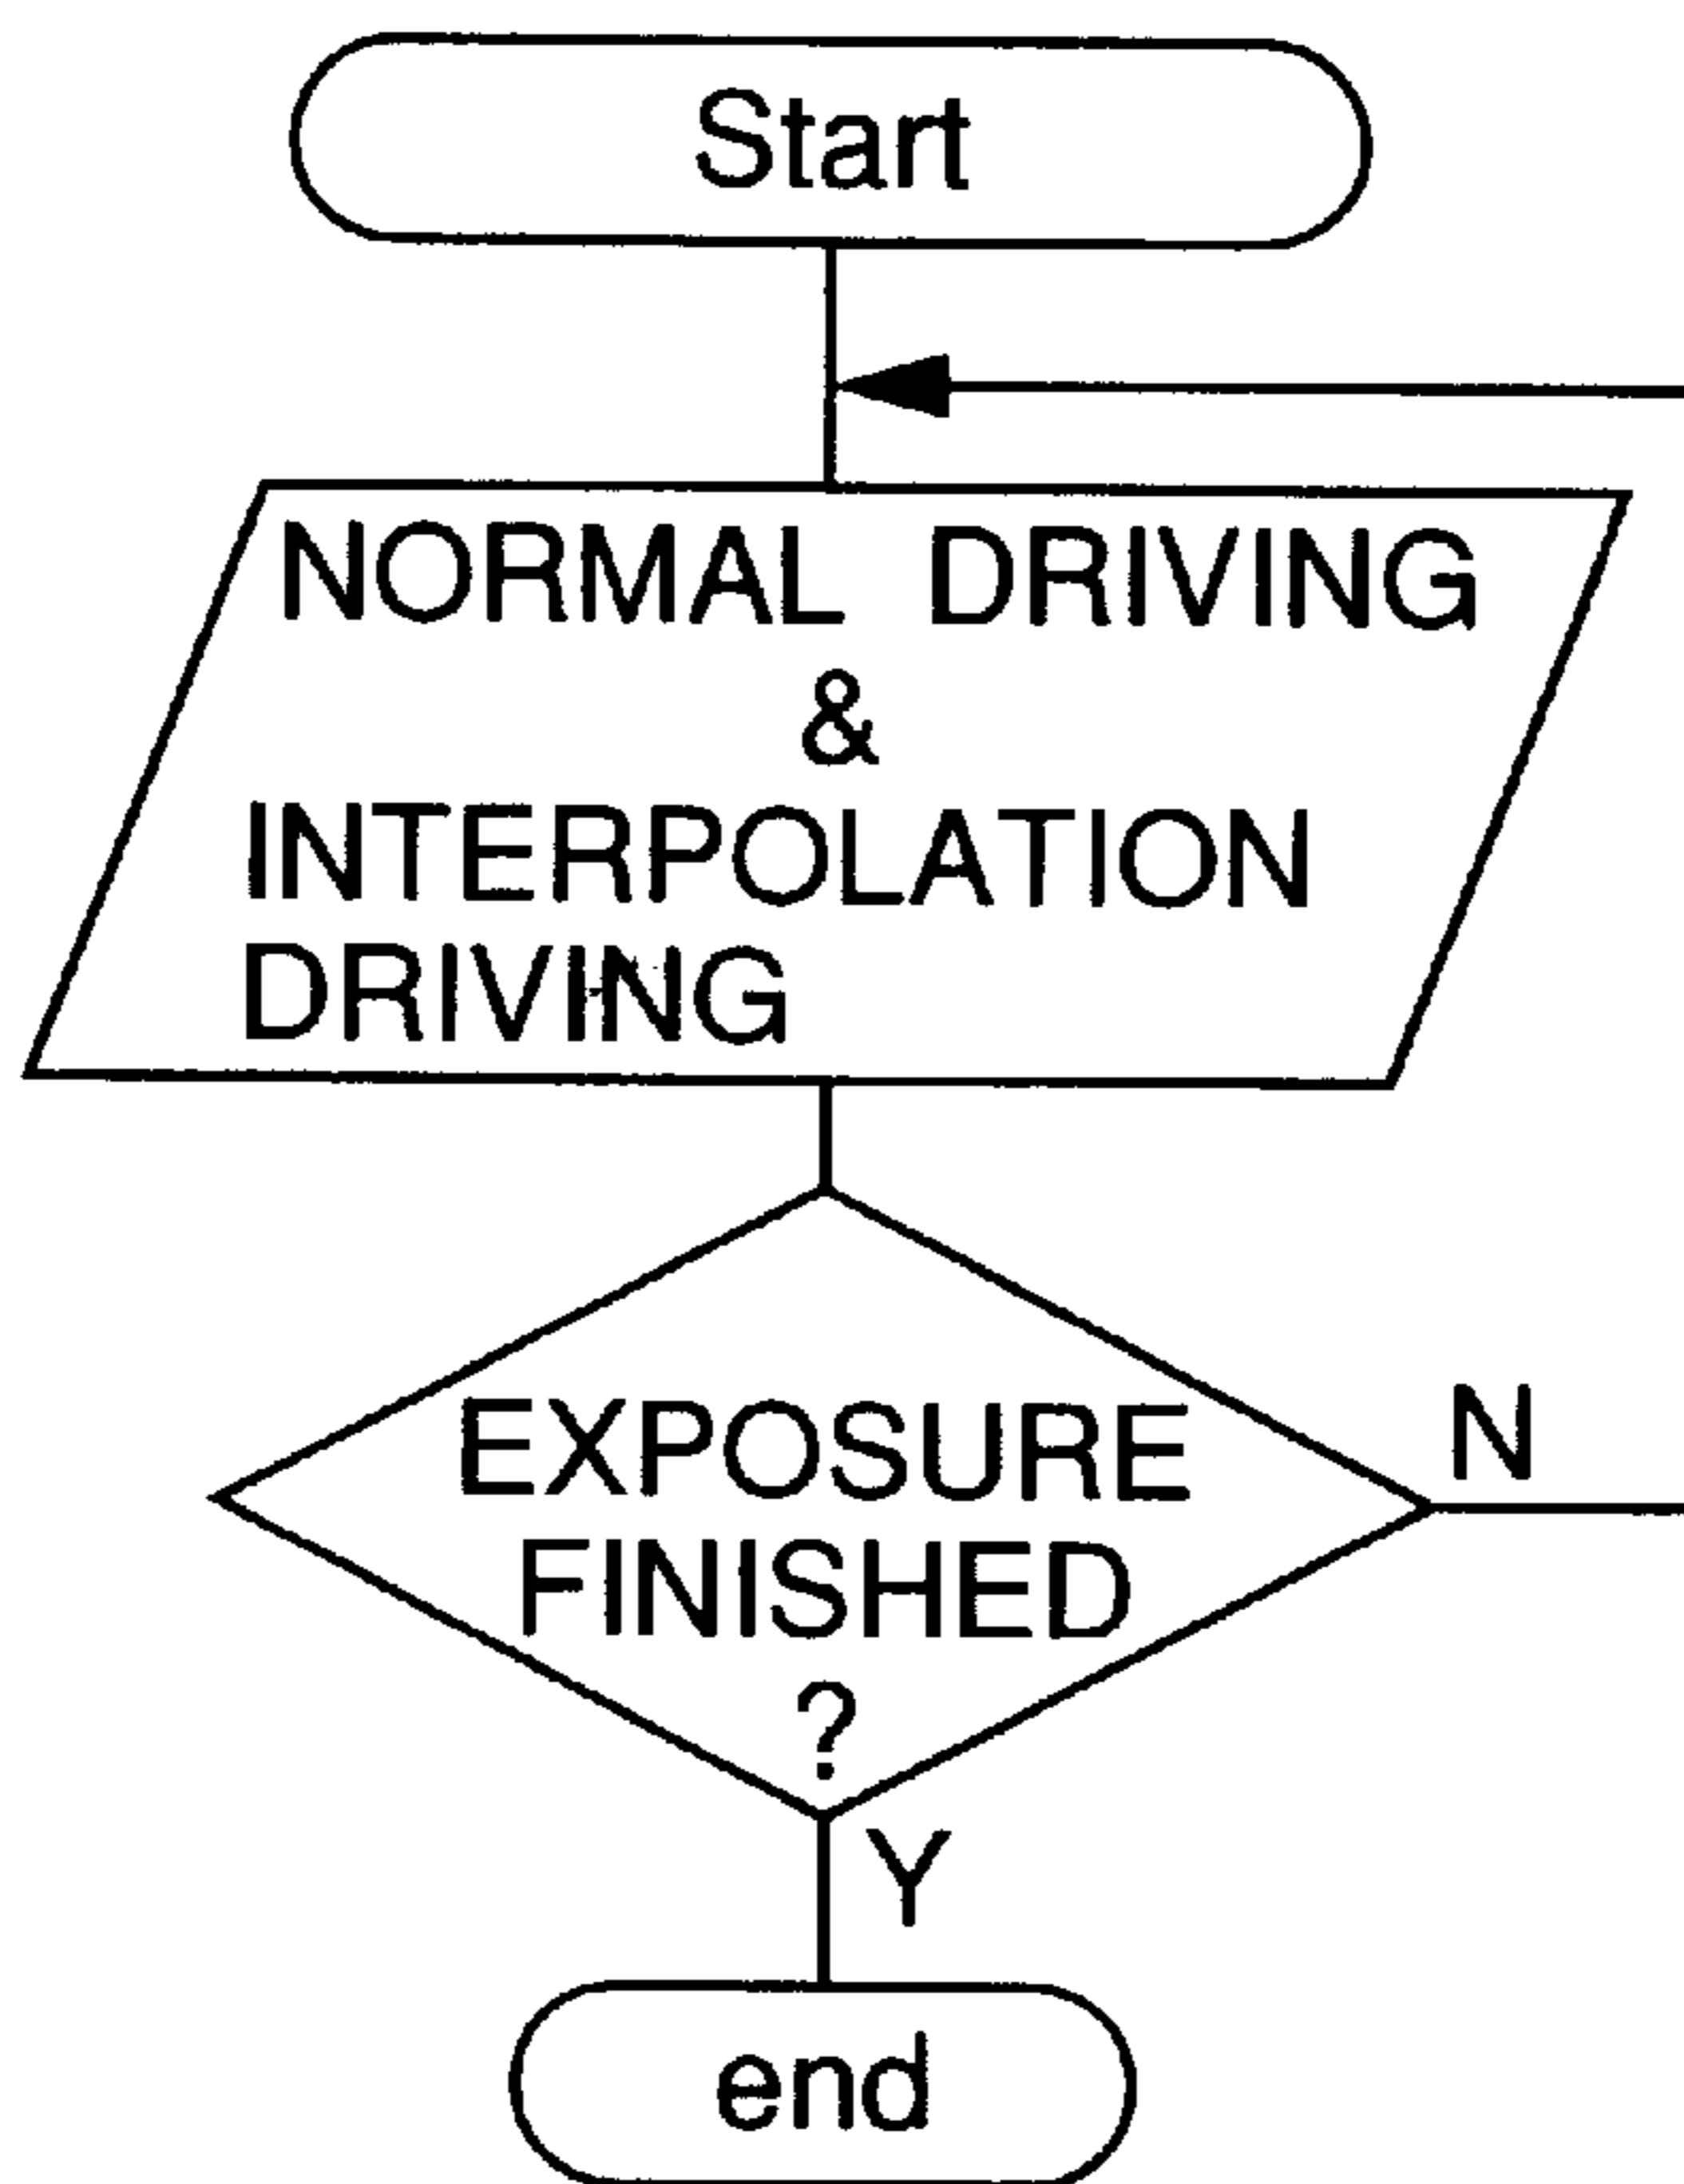 Start
NORMAL DRIVING
&
INTERPOLATION
DRIVING
EXPOSURE
FINISHED
?
N
Y
end